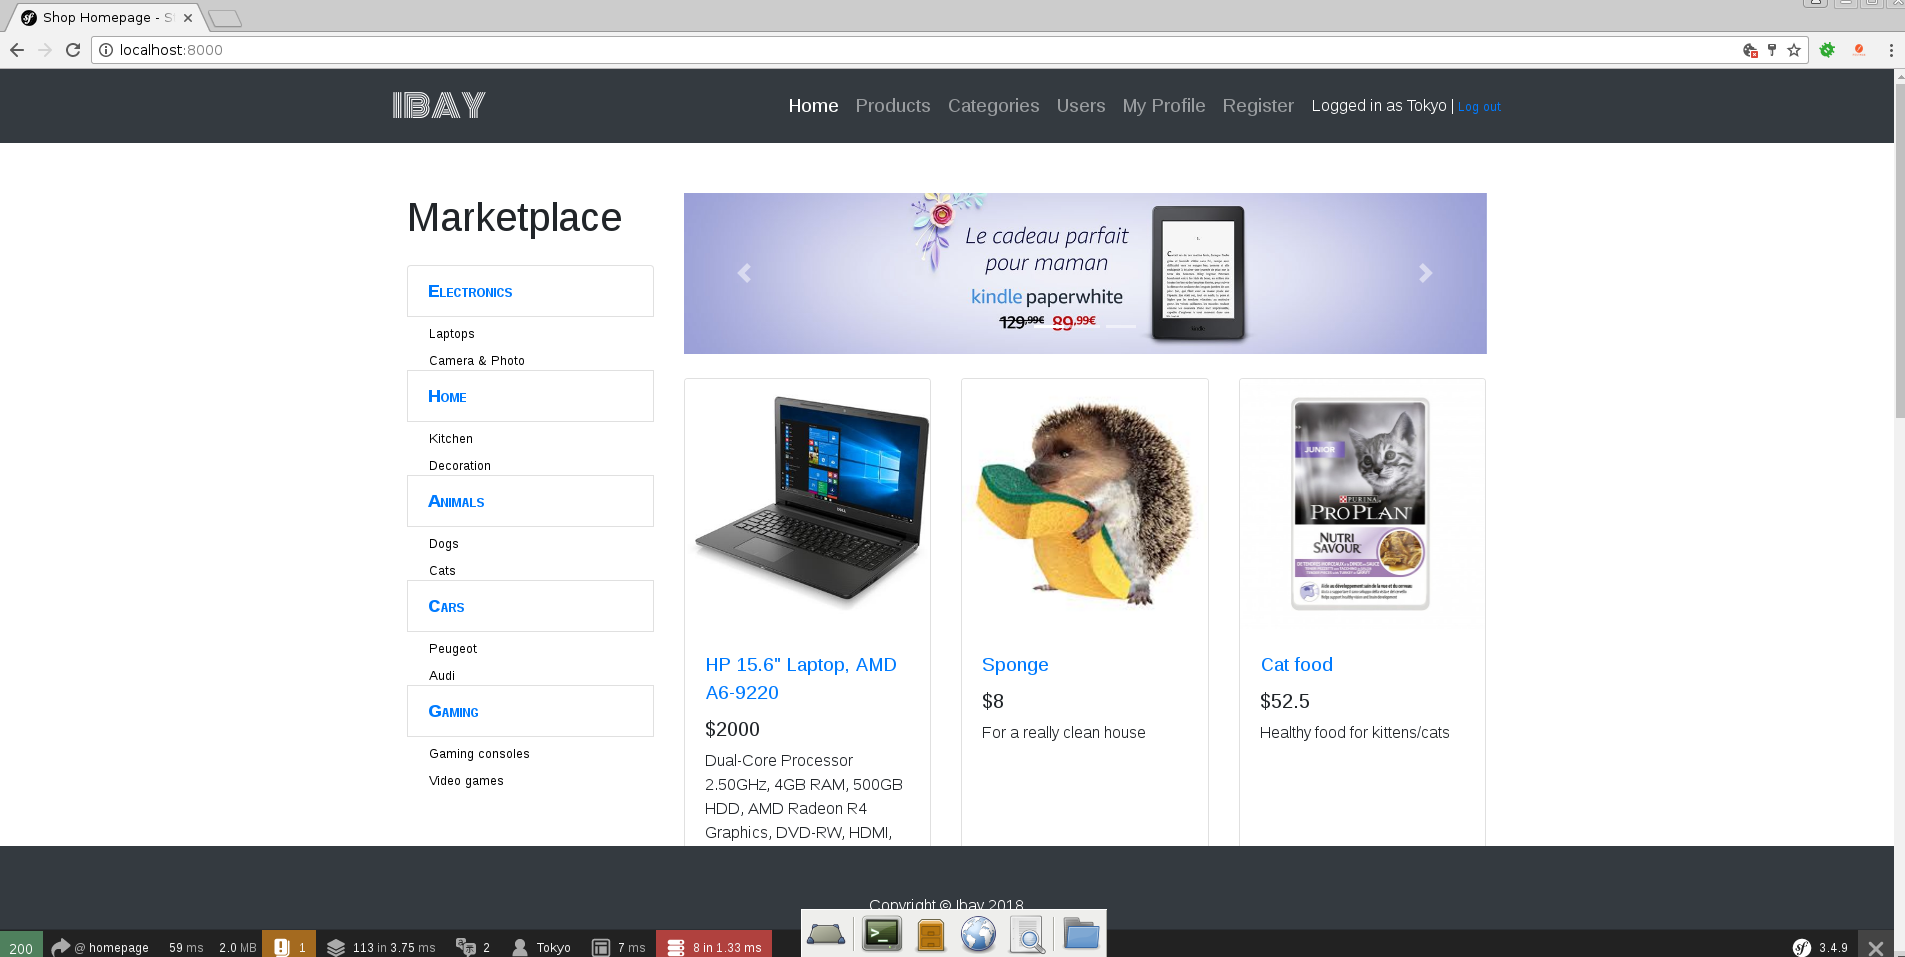 Shop Homepage - S
localhost:8000
IBAY
Home Products Categories Users My Profile Register Logged in as Tokyo | Log out
Marketplace
Electronics
Laptops
Camera & Photo
Home
Kitchen
Decoration
Animals
Dogs
Cats
Cars
Peugeot
Audi
Gaming
Gaming consoles
Video games
Le cadeau parfait
pour maman
kindle paperwhite
129,99€ 89,99€
kindle
DELL
JUNIOR
PURINA
PRO PLAN
NUTRI
SAVOUR
HP 15.6" Laptop, AMD
A6-9220
$2000
Dual-Core Processor
2.50GHz, 4GB RAM, 500GB
HDD, AMD Radeon R4
Graphics, DVD-RW, HDMI,
Sponge
$8
For a really clean house
Cat food
$52.5
Healthy food for kittens/cats
Copyright © Ibay 2018
200 @ homepage 59 ms 2.0 MB 1 113 in 3.75 ms 2 Tokyo 7 ms 8 in 1.33 ms sf 3.4.9